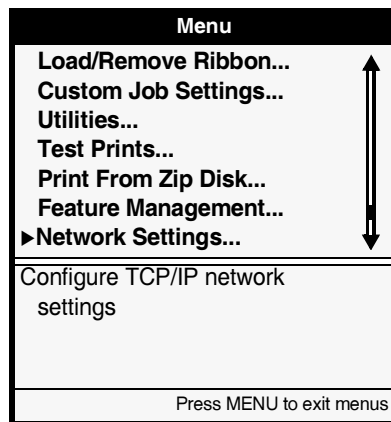 Menu
Load/Remove Ribbon...
Custom Job Settings...
Utilities...
Test Prints...
Print From Zip Disk...
Feature Management...
▶Network Settings...
Configure TCP/IP network
settings
Press MENU to exit menus